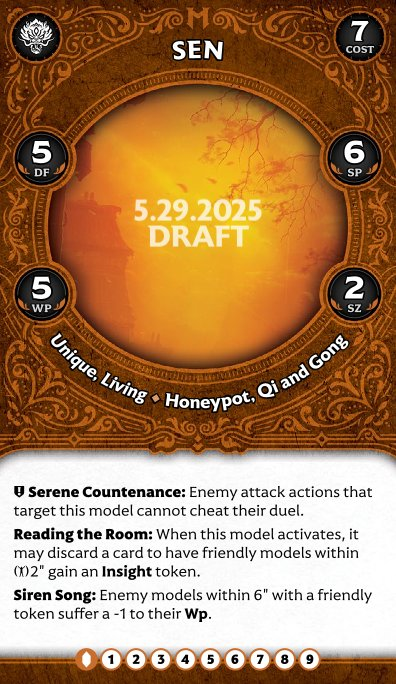 SEN
7
COST
5
DF
6
SP
5.29.2025
DRAFT
5
WP
2
SZ
Unique, Living ◆ Honeypot, Qi and Gong
Serene Countenance: Enemy attack actions that
target this model cannot cheat their duel.
Reading the Room: When this model activates, it
may discard a card to have friendly models within
2" gain an Insight token.
Siren Song: Enemy models within 6" with a friendly
token suffer a -1 to their Wp.
1 2 3 4 5 6 7 8 9